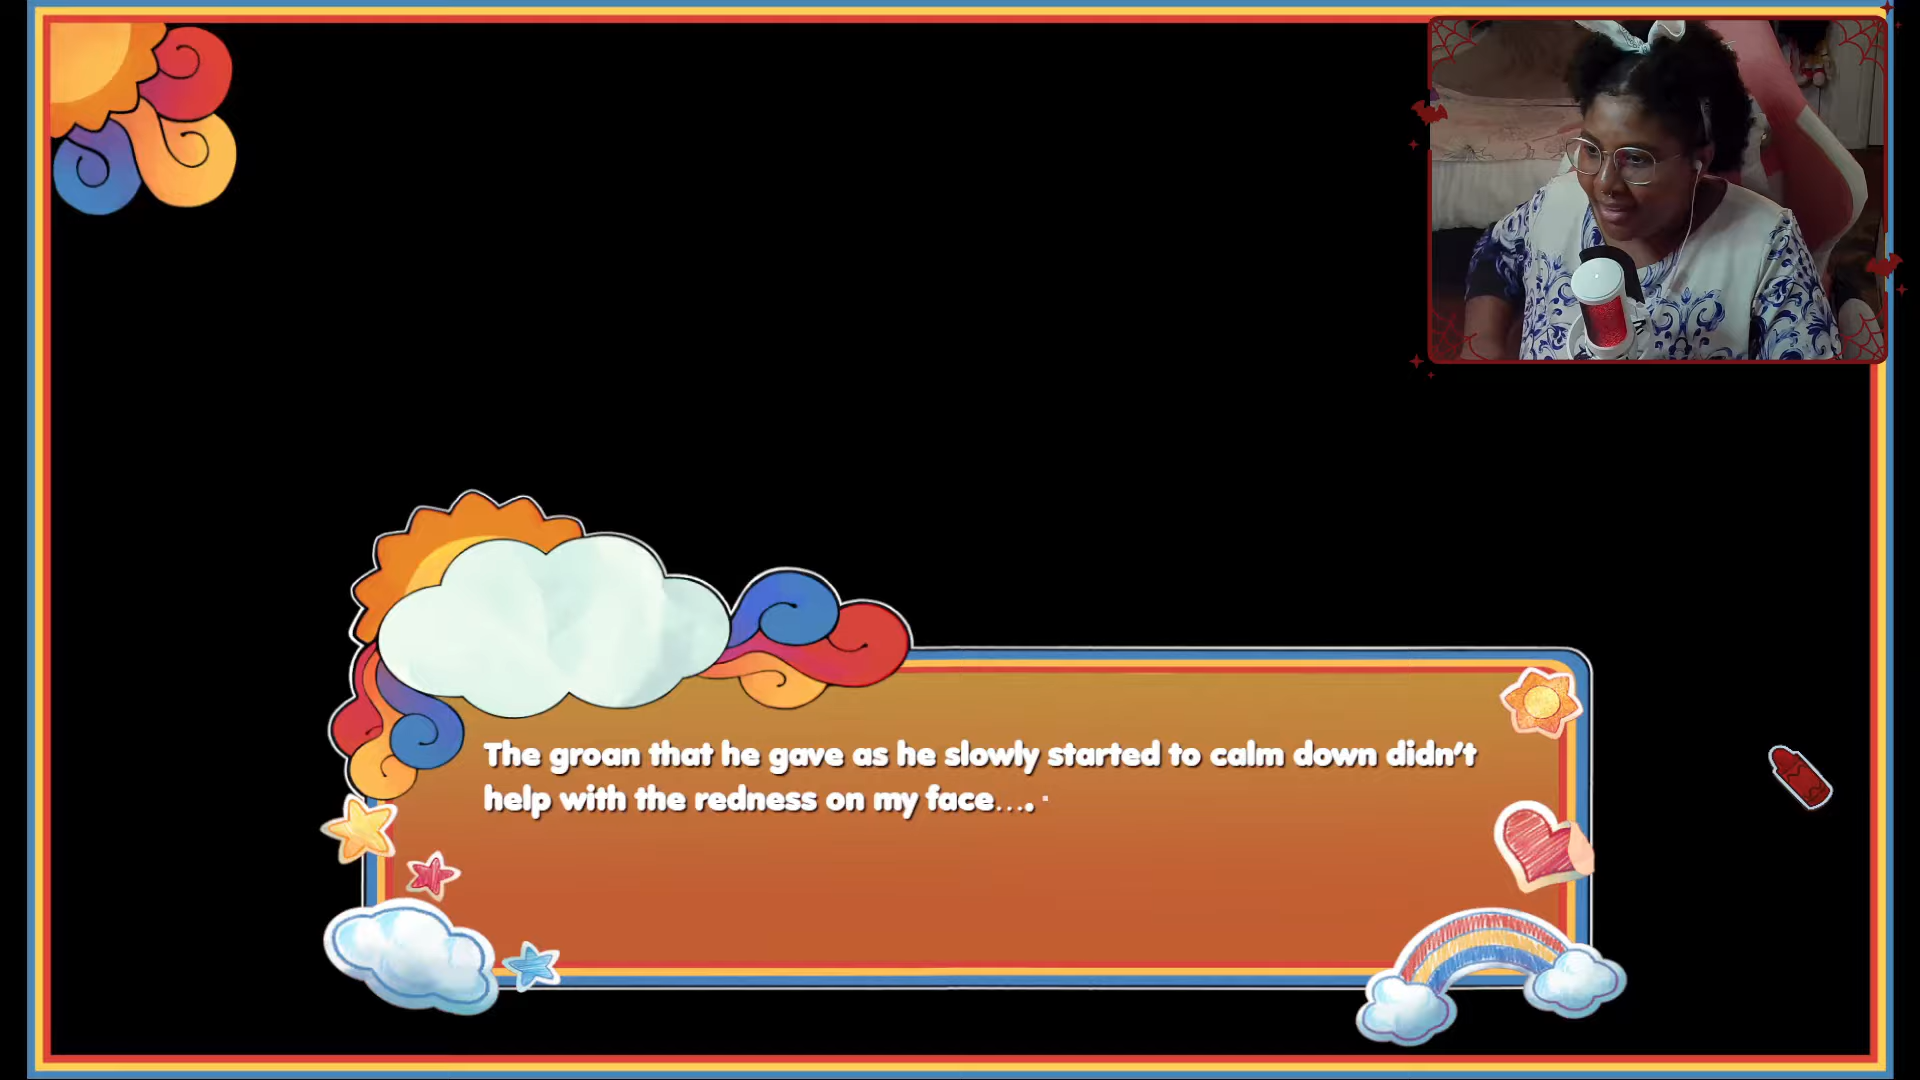 The groan that he gave as he slowly started to calm down didn't
help with the redness on my face....